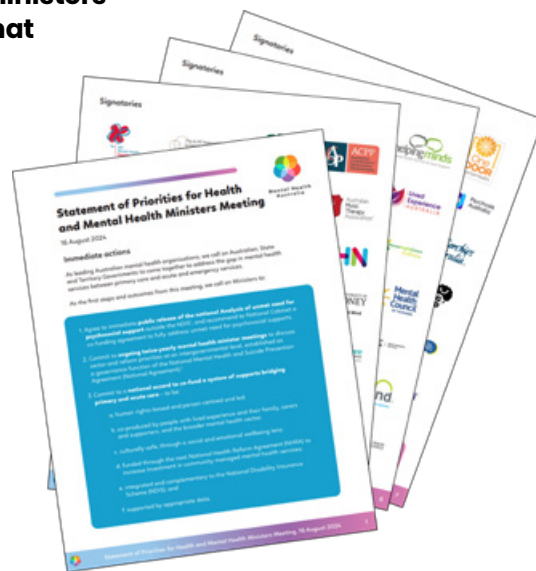 ministers
hat
Signatories
Signatories
Signatories
Statement of Priorities for Health
and Mental Health Ministers Meeting
16 August 2024
Mental Health
Australia
Immediate actions
As leading Australian mental health organisations, we call on Australian, State
and Territory Governments to come together to address the gap in mental health
services between primary care and acute and emergency services.
As the first steps and outcomes from this meeting, we call on Ministers to:
1. Agree to immediate public release of the national Analysis of unmet need for
psychosocial support outside the NDIS, and recommend to National Cabinet a
co-funding agreement to fully address unmet need for psychosocial supports.
2. Commit to ongoing twice-yearly mental health minister meetings to discuss
sector and reform priorities at an intergovernmental level, established as
a governance function of the National Mental Health and Suicide Prevention
Agreement (National Agreement).
3. Commit to a national accord to co-fund a system of supports bridging
primary and acute care – to be:
a. human rights-based and person-centred and led;
b. co-produced by people with lived experience and their family, carers
and supporters, and the broader mental health sector;
c. culturally safe, through a social and emotional wellbeing lens;
d. funded through the next National Health Reform Agreement (NHRA) to
increase investment in community managed mental health services;
e. integrated and complementary to the National Disability Insurance
Scheme (NDIS); and
f. supported by appropriate data.
Statement of Priorities for Health and Mental Health Ministers Meeting, 16 August 2024
ACPP
Australian
Music
Therapy
Association
HN
NEY
helpingminds
Lived
Experience
AUSTRALIA
Mental
Health
Council
nd
One
DOOR
Psychosis
Australia